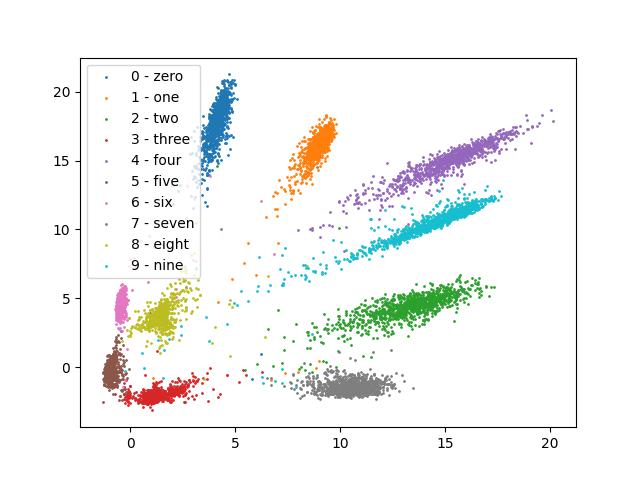 20
15
10
5
0
0 - zero
1 - one
2 - two
3 - three
4 - four
5 - five
6 - six
7 - seven
8 - eight
9 - nine
0 5 10 15 20